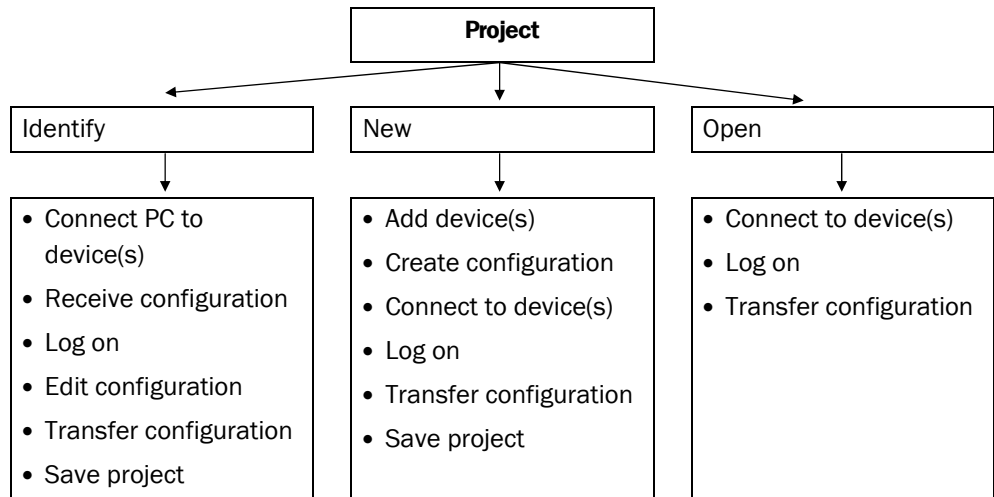 Project
Identify
New
Open
• Connect PC to
device(s)
• Receive configuration
• Log on
• Edit configuration
• Transfer configuration
• Save project
• Add device(s)
• Create configuration
• Connect to device(s)
• Log on
• Transfer configuration
• Save project
• Connect to device(s)
• Log on
• Transfer configuration